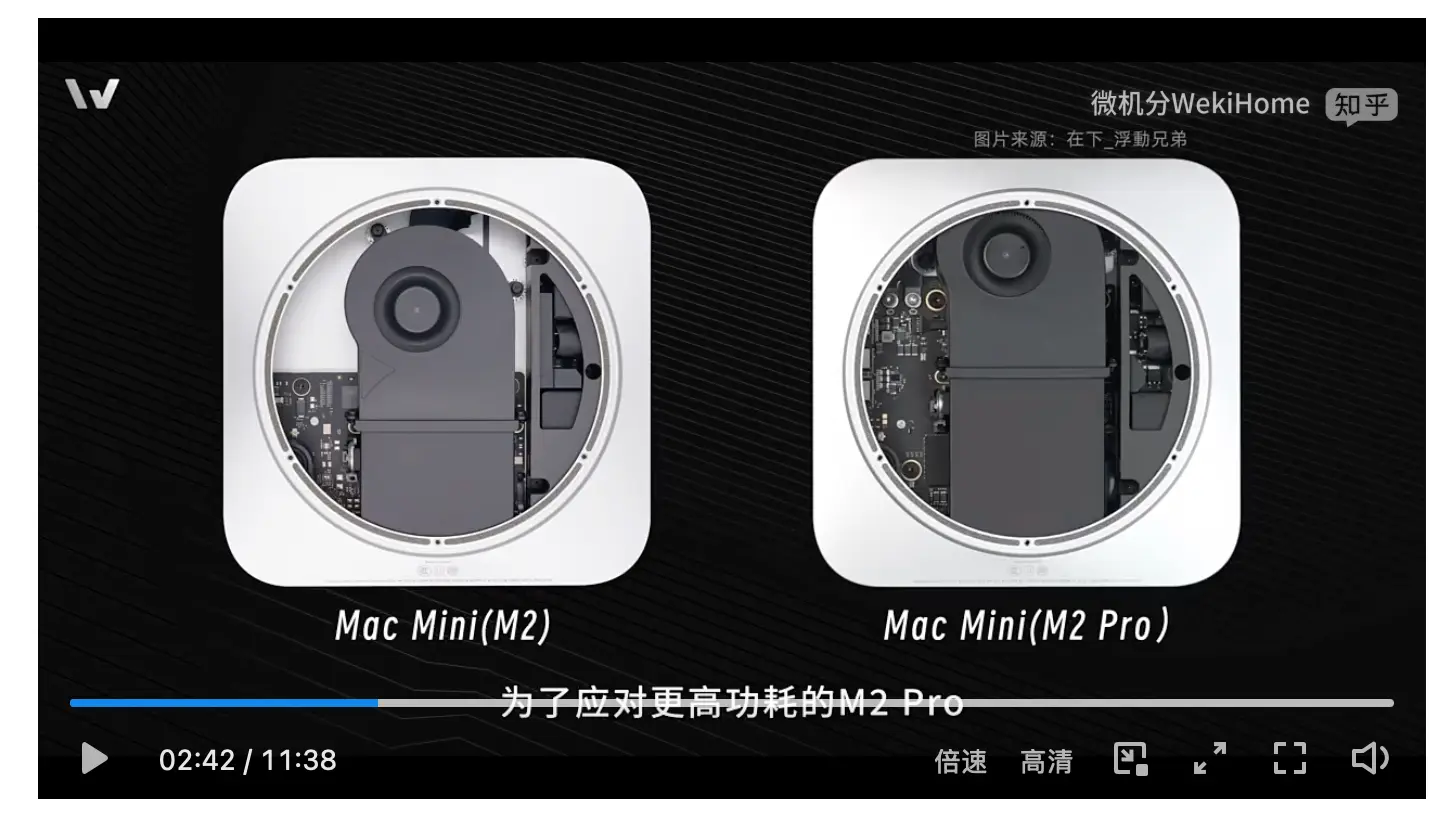 微机分WekiHome 知乎
图片来源：在下_浮動兄弟
Mac Mini(M2)
Mac Mini(M2 Pro)
为了应对更高功耗的M2 Pro
02:42 / 11:38
倍速 高清